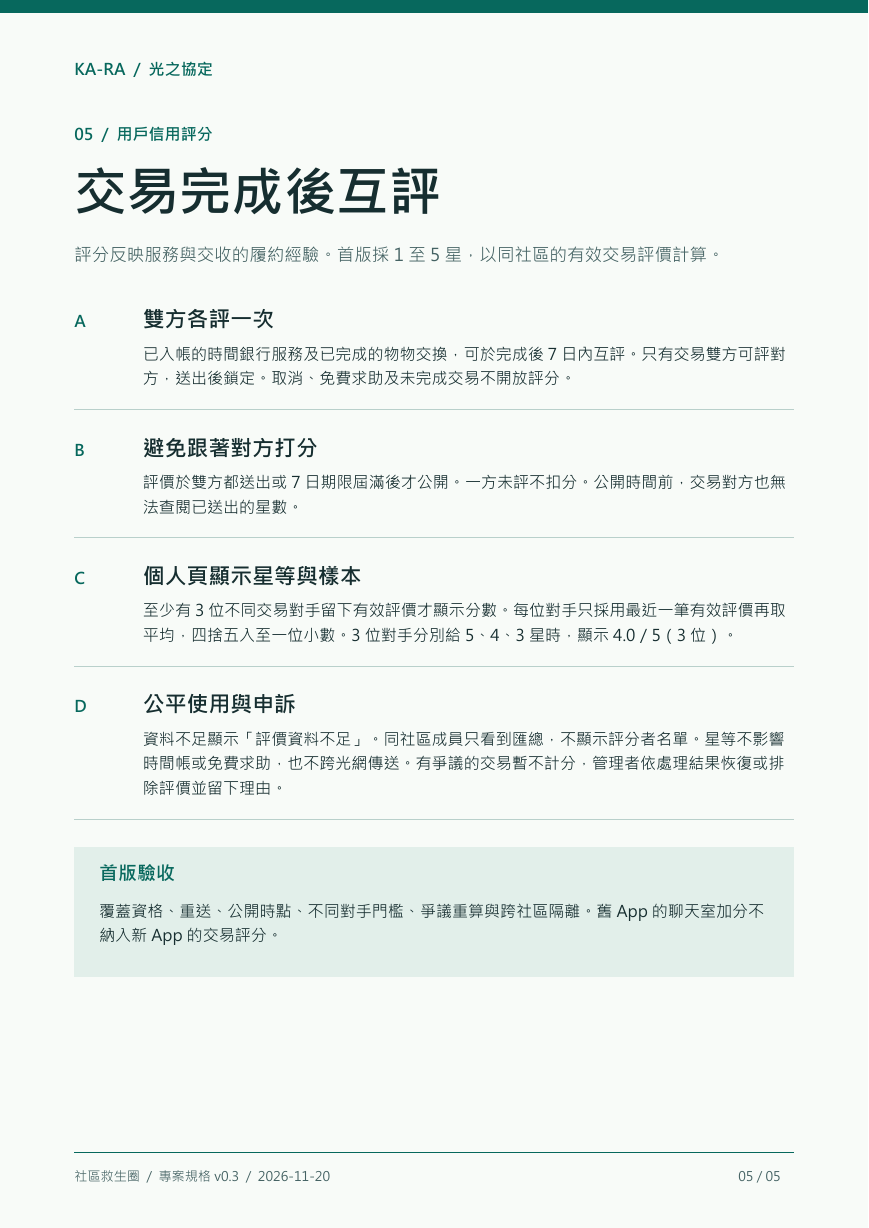 KA-RA / 光之協定
05 / 用戶信用評分
交易完成後互評
評分反映服務與交收的履約經驗。首版採 1 至 5 星，以同社區的有效交易評價計算。
A
雙方各評一次
已入帳的時間銀行服務及已完成的物物交換，可於完成後 7 日內互評。只有交易雙方可評對
方，送出後鎖定。取消、免費求助及未完成交易不開放評分。
B
避免跟著對方打分
評價於雙方都送出或 7 日期限屆滿後才公開。一方未評不扣分。公開時間前，交易對方也無
法查閱已送出的星數。
C
個人頁顯示星等與樣本
至少有 3 位不同交易對手留下有效評價才顯示分數。每位對手只採用最近一筆有效評價再取
平均，四捨五入至一位小數。3 位對手分別給 5、4、3 星時，顯示 4.0 / 5（3 位）。
D
公平使用與申訴
資料不足顯示「評價資料不足」。同社區成員只看到匯總，不顯示評分者名單。星等不影響
時間帳或免費求助，也不跨光網傳送。有爭議的交易暫不計分，管理者依處理結果恢復或排
除評價並留下理由。
首版驗收
覆蓋資格、重送、公開時點、不同對手門檻、爭議重算與跨社區隔離。舊 App 的聊天室加分不
納入新 App 的交易評分。
社區救生圈 / 專案規格 v0.3 / 2026-11-20
05 / 05